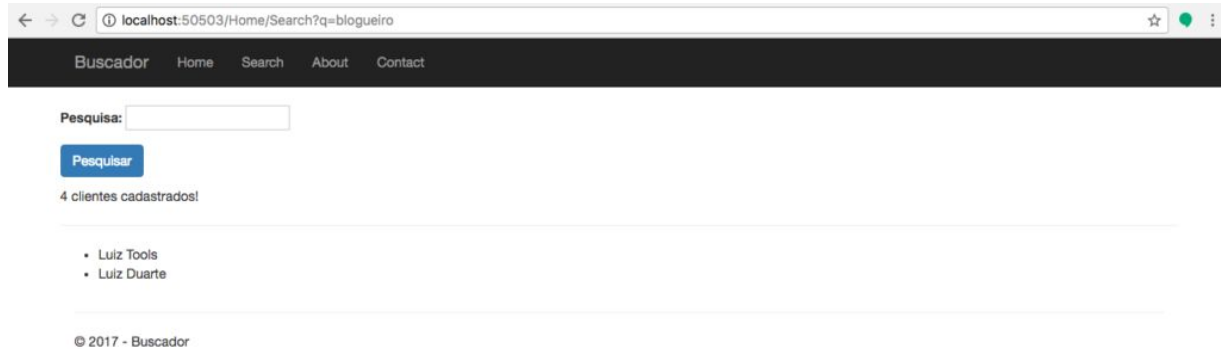 localhost:50503/Home/Search?q=blogueiro
Buscador Home Search About Contact
Pesquisa:
Pesquisar
4 clientes cadastrados!
• Luiz Tools
• Luiz Duarte
© 2017 - Buscador